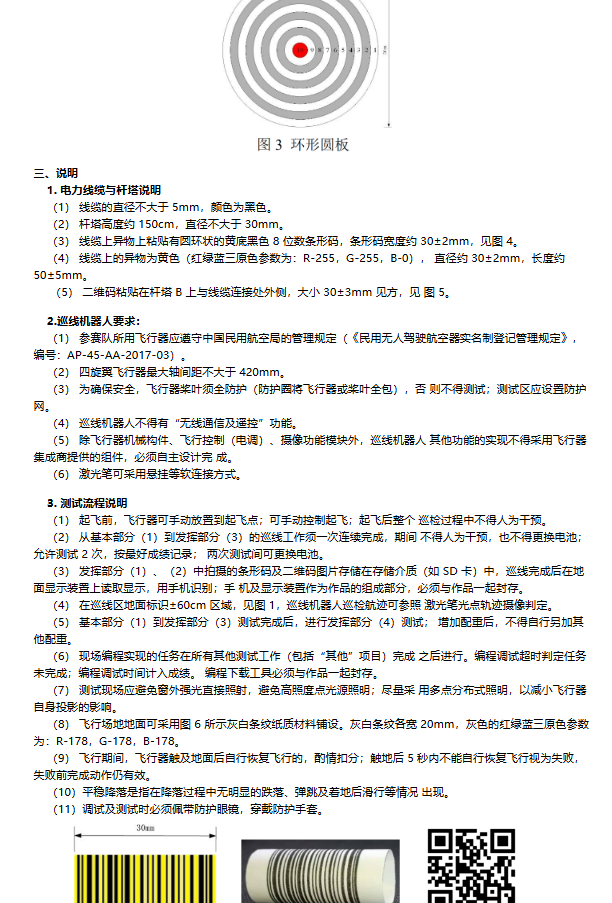 9 8 7 6 5 4 3 2 1
图 3 环形圆板
三、说明
1. 电力线缆与杆塔说明
（1） 线缆的直径不大于 5mm，颜色为黑色。
（2） 杆塔高度约 150cm，直径不大于 30mm。
（3） 线缆上异物上粘贴有圆环状的黄底黑色 8 位数条形码，条形码宽度约 30±2mm，见图 4。
（4） 线缆上的异物为黄色（红绿蓝三原色参数为：R-255，G-255，B-0）， 直径约 30±2mm，长度约
50±5mm。
（5） 二维码粘贴在杆塔 B 上与线缆连接处外侧，大小 30±3mm 见方，见 图 5。
2.巡线机器人要求：
（1） 参赛队所用飞行器应遵守中国民用航空局的管理规定（《民用无人驾驶航空器实名制登记管理规定》，
编号：AP-45-AA-2017-03）。
（2） 四旋翼飞行器最大轴间距不大于 420mm。
（3） 为确保安全，飞行器桨叶须全防护（防护圈将飞行器或桨叶全包），否 则不得测试；测试区应设置防护
网。
（4） 巡线机器人不得有“无线通信及遥控”功能。
（5） 除飞行器机械构件、飞行控制（电调）、摄像功能模块外，巡线机器人 其他功能的实现不得采用飞行器
集成商提供的组件，必须自主设计完 成。
（6） 激光笔可采用悬挂等软连接方式。
3. 测试流程说明
（1） 起飞前，飞行器可手动放置到起飞点；可手动控制起飞；起飞后整个 巡检过程中不得人为干预。
（2） 从基本部分（1）到发挥部分（3）的巡线工作须一次连续完成，期间 不得人为干预，也不得更换电池；
允许测试 2 次，按最好成绩记录； 两次测试间可更换电池。
（3） 发挥部分（1）、（2）中拍摄的条形码及二维码图片存储在存储介质（如 SD 卡）中，巡线完成后在地
面显示装置上读取显示，用手机识别；手 机及显示装置作为作品的组成部分，必须与作品一起封存。
（4） 在巡线区地面标识±60cm 区域，见图 1，巡线机器人巡检航迹可参照 激光笔光点轨迹摄像判定。
（5） 基本部分（1）到发挥部分（3）测试完成后，进行发挥部分（4）测试； 增加配重后，不得自行另加其
他配重。
（6） 现场编程实现的任务在所有其他测试工作（包括“其他”项目）完成 之后进行。编程调试超时判定任务
未完成；编程调试时间计入成绩。 编程下载工具必须与作品一起封存。
（7） 测试现场应避免窗外强光直接照射，避免高照度点光源照明；尽量采 用多点分布式照明，以减小飞行器
自身投影的影响。
（8） 飞行场地地面可采用图 6 所示灰白条纹纸质材料铺设。灰白条纹各宽 20mm，灰色的红绿蓝三原色参数
为：R-178，G-178，B-178。
（9） 飞行期间，飞行器触及地面后自行恢复飞行的，酌情扣分；触地后 5 秒内不能自行恢复飞行视为失败，
失败前完成动作仍有效。
（10）平稳降落是指在降落过程中无明显的跌落、弹跳及着地后滑行等情况 出现。
（11）调试及测试时必须佩带防护眼镜，穿戴防护手套。
30mm